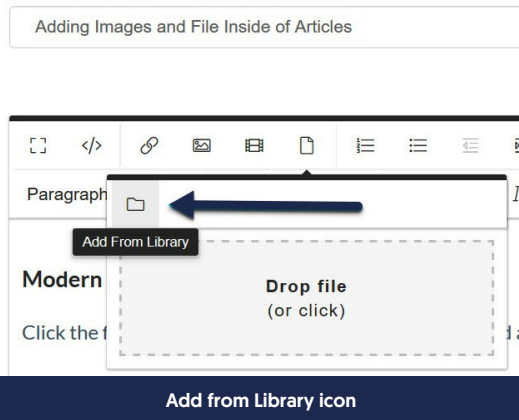 Adding Images and File Inside of Articles
Paragraph
Add From Library
Modern
Drop file
(or click)
Click the
Add from Library icon